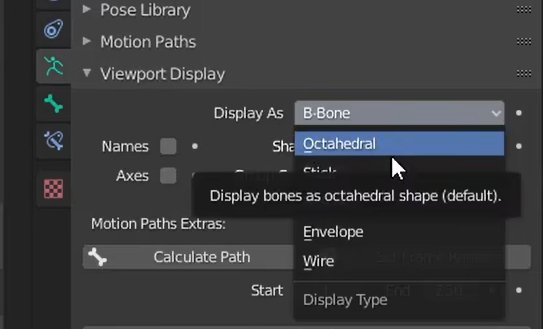 Pose Library
Motion Paths
Viewport Display
Display As B-Bone
Octahedral
Names
Stick
Axes
Display bones as octahedral shape (default).
Motion Paths Extras:
Envelope
Calculate Path
Wire
Start End
Display Type